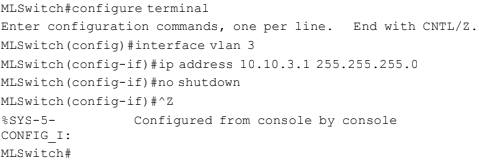 MLSwitch#configure terminal
Enter configuration commands, one per line. End with CNTL/Z.
MLSwitch(config)#interface vlan 3
MLSwitch(config-if)#ip address 10.10.3.1 255.255.255.0
MLSwitch(config-if)#no shutdown
MLSwitch(config-if)#^Z
%SYS-5- Configured from console by console
CONFIG_I:
MLSwitch#